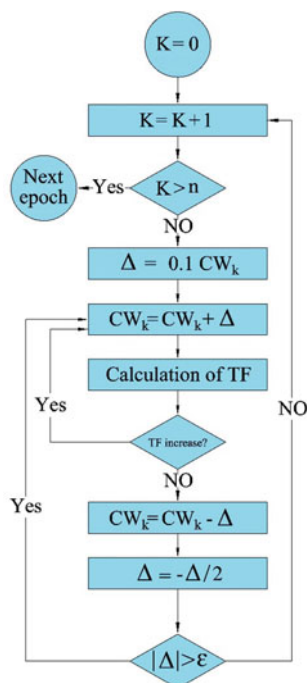 K = 0
K = K + 1
Next
epoch
Yes
K > n
NO
Δ = 0.1 CWk
CWk = CWk + Δ
Calculation of TF
Yes
NO
TF increase?
Yes
NO
CWk = CWk - Δ
Δ = -Δ/2
|Δ| > ε